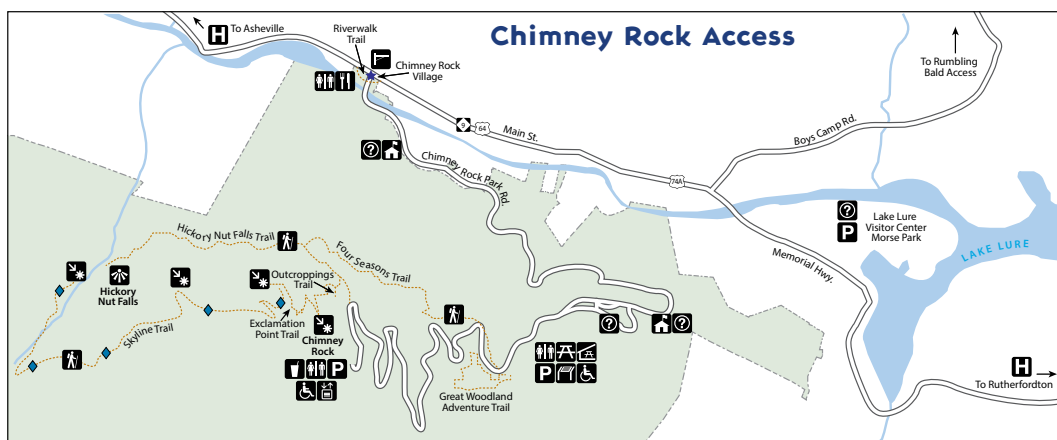 Chimney Rock Access
H
To Asheville
Riverwalk
Trail
Chimney Rock
Village
To Rumbling
Bald Access
9
64
Main St.
Boys Camp Rd.
?
Chimney Rock Park Rd.
74A
?
P
Lake Lure
Visitor Center
Morse Park
LAKE LURE
Memorial Hwy.
Hickory Nut Falls Trail
Four Seasons Trail
Hickory
Nut Falls
Outcroppings
Trail
Exclamation
Point Trail
Skyline Trail
Chimney
Rock
P
?
?
P
Great Woodland
Adventure Trail
H
To Rutherfordton